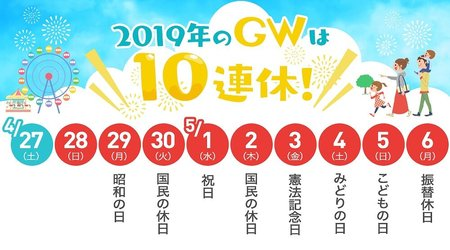 2019年のGWは
10連休!
4/27 28 29 30 5/1 2 3 4 5 6
(土) (日) (月) (火) (水) (木) (金) (土) (日) (月)
昭和の日
国民の休日
祝日
国民の休日
憲法記念日
みどりの日
こどもの日
振替休日